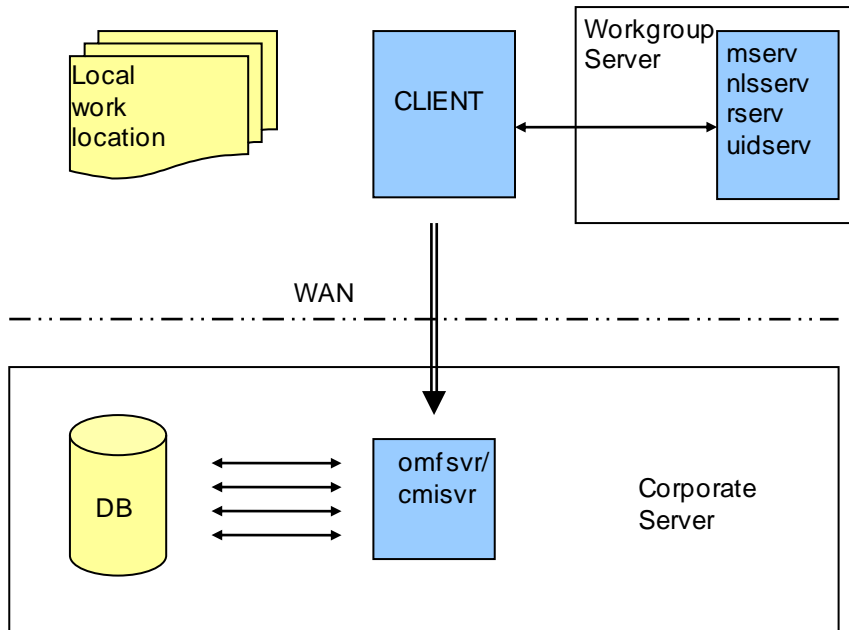 Local
work
location
CLIENT
Workgroup
Server
mserv
nlsserv
rserv
uidserv
WAN
DB
omfsvr/
cmisvr
Corporate
Server